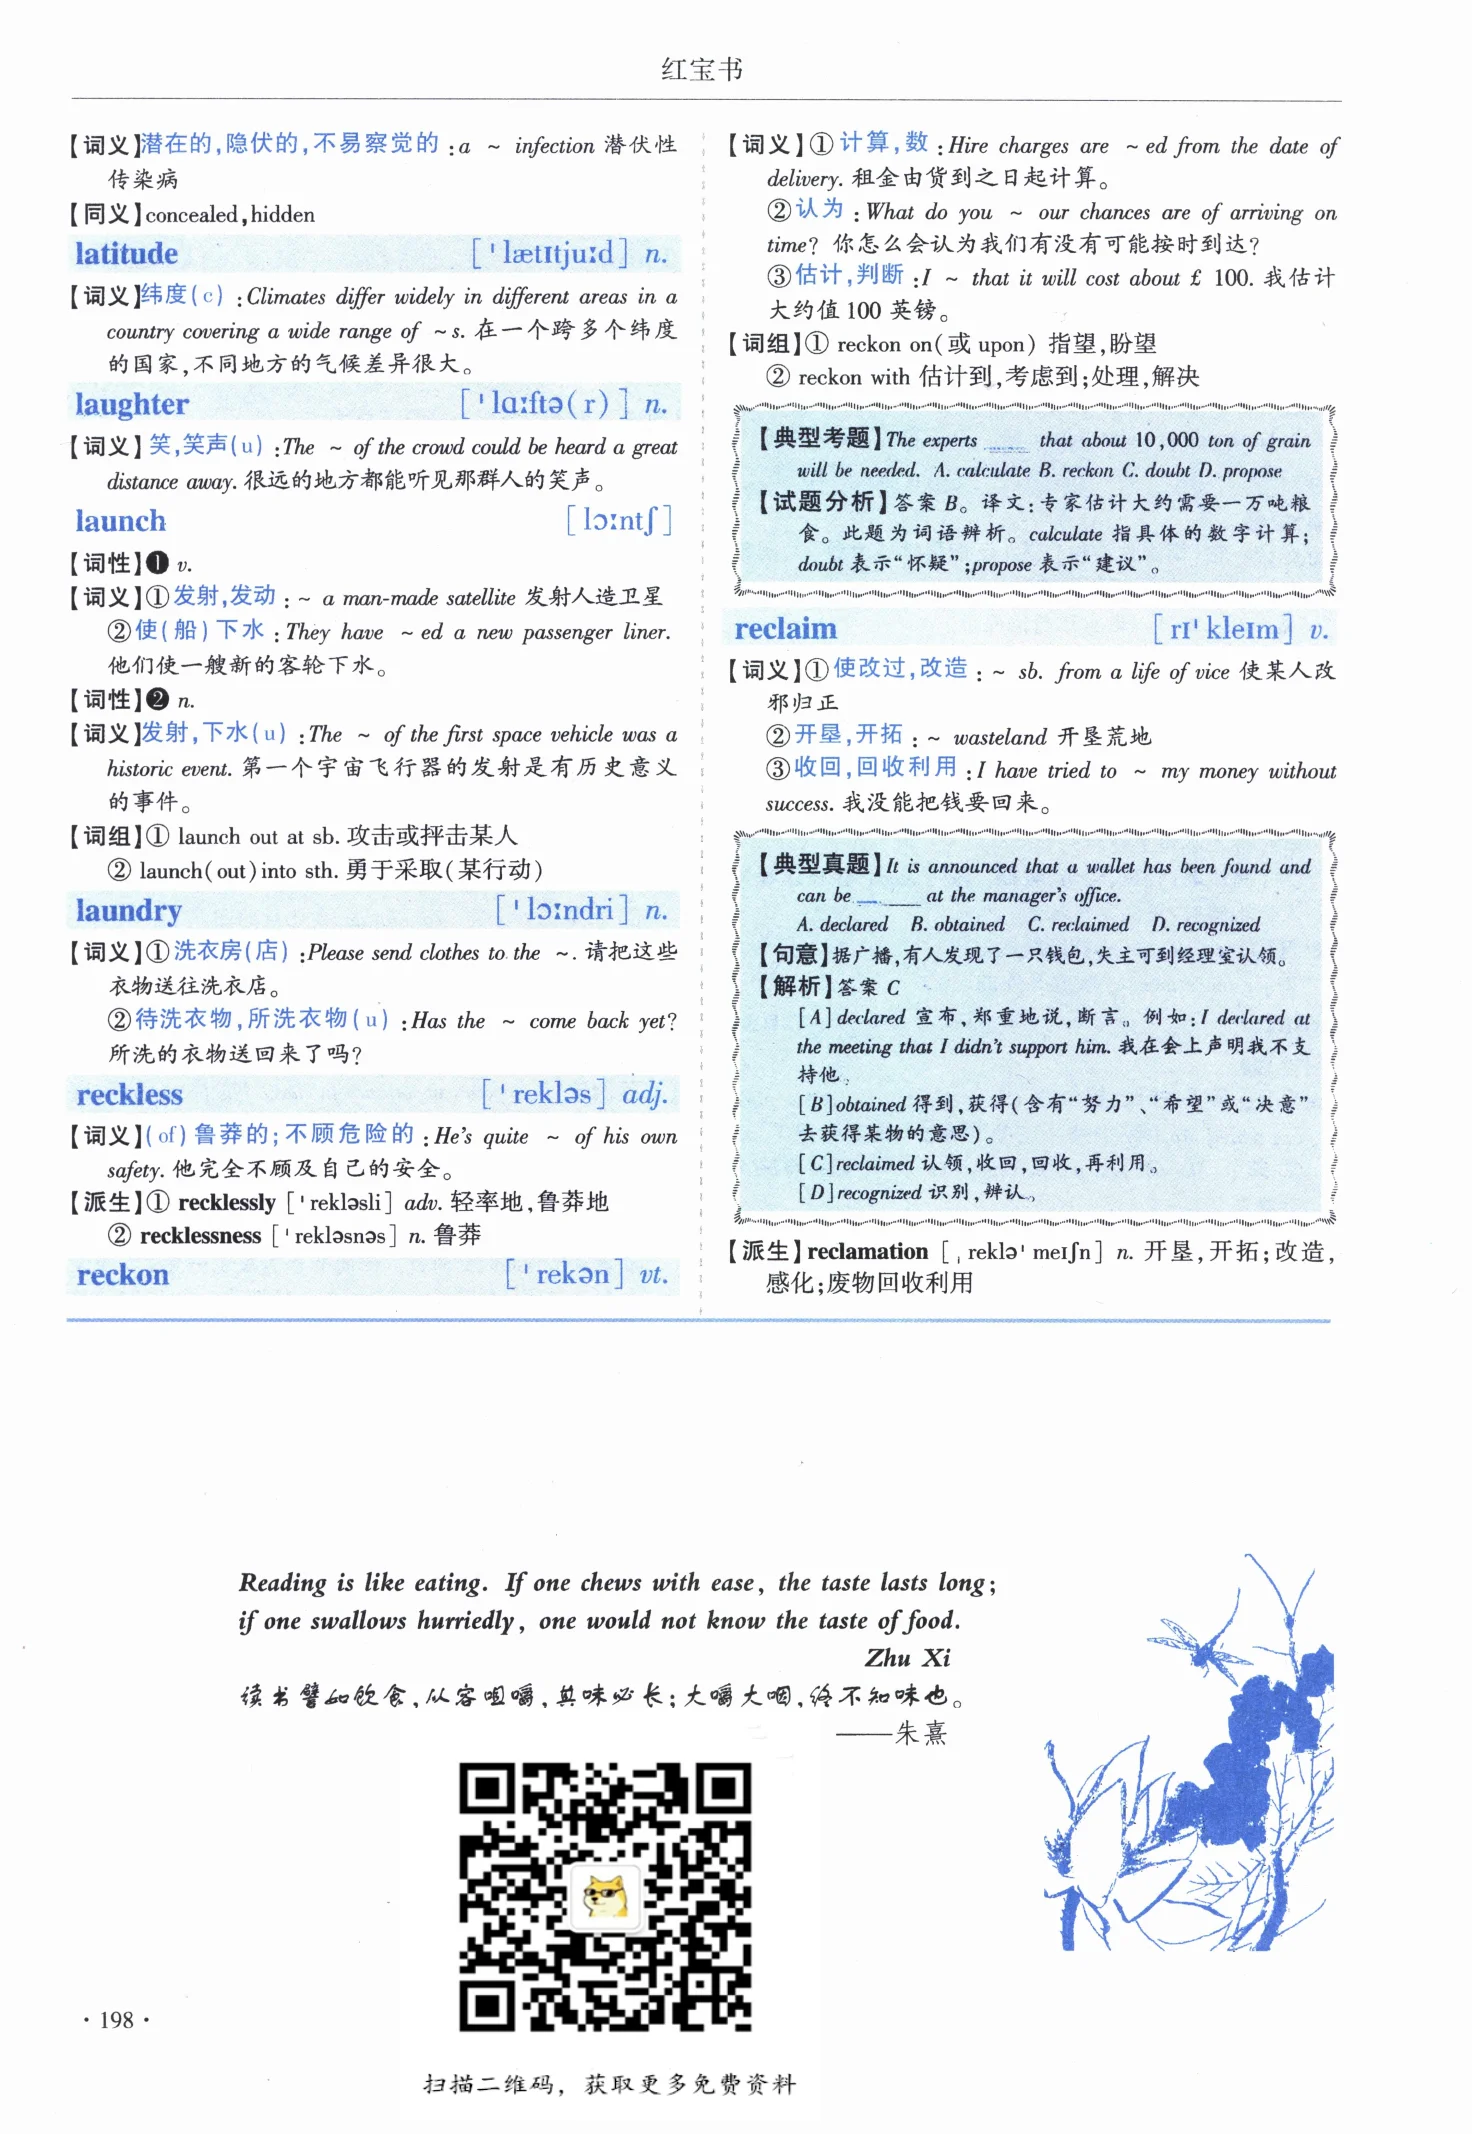 红宝书
【词义】潜在的,隐伏的,不易察觉的:a ~ infection 潜伏性
传染病
【同义】concealed,hidden
latitude [ˈlætɪtjuːd] n.
【词义】纬度(c):Climates differ widely in different areas in a
country covering a wide range of ~s. 在一个跨多个纬度
的国家,不同地方的气候差异很大。
laughter [ˈlɑːftə(r)] n.
【词义】笑,笑声(u):The ~ of the crowd could be heard a great
distance away. 很远的地方都能听见那群人的笑声。
launch [lɔːntʃ]
【词性】❶ v.
【词义】①发射,发动:~ a man-made satellite 发射人造卫星
②使(船)下水:They have ~ed a new passenger liner.
他们使一艘新的客轮下水。
【词性】❷ n.
【词义】发射,下水(u):The ~ of the first space vehicle was a
historic event. 第一个宇宙飞行器的发射是有历史意义
的事件。
【词组】① launch out at sb. 攻击或抨击某人
② launch(out)into sth. 勇于采取(某行动)
laundry [ˈlɔːndri] n.
【词义】①洗衣房(店):Please send clothes to the ~. 请把这些
衣物送往洗衣店。
②待洗衣物,所洗衣物(u):Has the ~ come back yet?
所洗的衣物送回来了吗?
reckless [ˈrekləs] adj.
【词义】(of)鲁莽的;不顾危险的:He's quite ~ of his own
safety. 他完全不顾及自己的安全。
【派生】① recklessly [ˈrekləsli] adv. 轻率地,鲁莽地
② recklessness [ˈrekləsnəs] n. 鲁莽
reckon [ˈrekən] vt.
【词义】①计算,数:Hire charges are ~ed from the date of
delivery. 租金由货到之日起计算。
②认为:What do you ~ our chances are of arriving on
time? 你怎么会认为我们有没有可能按时到达?
③估计,判断:I ~ that it will cost about £ 100. 我估计
大约值100英镑。
【词组】① reckon on(或 upon) 指望,盼望
② reckon with 估计到,考虑到;处理,解决
【典型考题】The experts ____ that about 10,000 ton of grain
will be needed. A. calculate B. reckon C. doubt D. propose
【试题分析】答案 B。译文:专家估计大约需要一万吨粮
食。此题为词语辨析。calculate 指具体的数字计算;
doubt 表示“怀疑”;propose 表示“建议”。
reclaim [rɪˈkleɪm] v.
【词义】①使改过,改造:~ sb. from a life of vice 使某人改
邪归正
②开垦,开拓:~ wasteland 开垦荒地
③收回,回收利用:I have tried to ~ my money without
success. 我没能把钱要回来。
【典型真题】It is announced that a wallet has been found and
can be ____ at the manager's office.
A. declared B. obtained C. reclaimed D. recognized
【句意】据广播,有人发现了一只钱包,失主可到经理室认领。
【解析】答案 C
[A]declared 宣布,郑重地说,断言。例如:I declared at
the meeting that I didn't support him. 我在会上声明我不支
持他。
[B]obtained 得到,获得(含有“努力”、“希望”或“决意”
去获得某物的意思)。
[C]reclaimed 认领,收回,回收,再利用。
[D]recognized 识别,辨认。
【派生】reclamation [ˌrekləˈmeɪʃn] n. 开垦,开拓;改造,
感化;废物回收利用
Reading is like eating. If one chews with ease, the taste lasts long;
if one swallows hurriedly, one would not know the taste of food.
Zhu Xi
读书譬如饮食,从容咀嚼,其味必长;大嚼大咽,终不知味也。
——朱熹
·198·
扫描二维码，获取更多免费资料